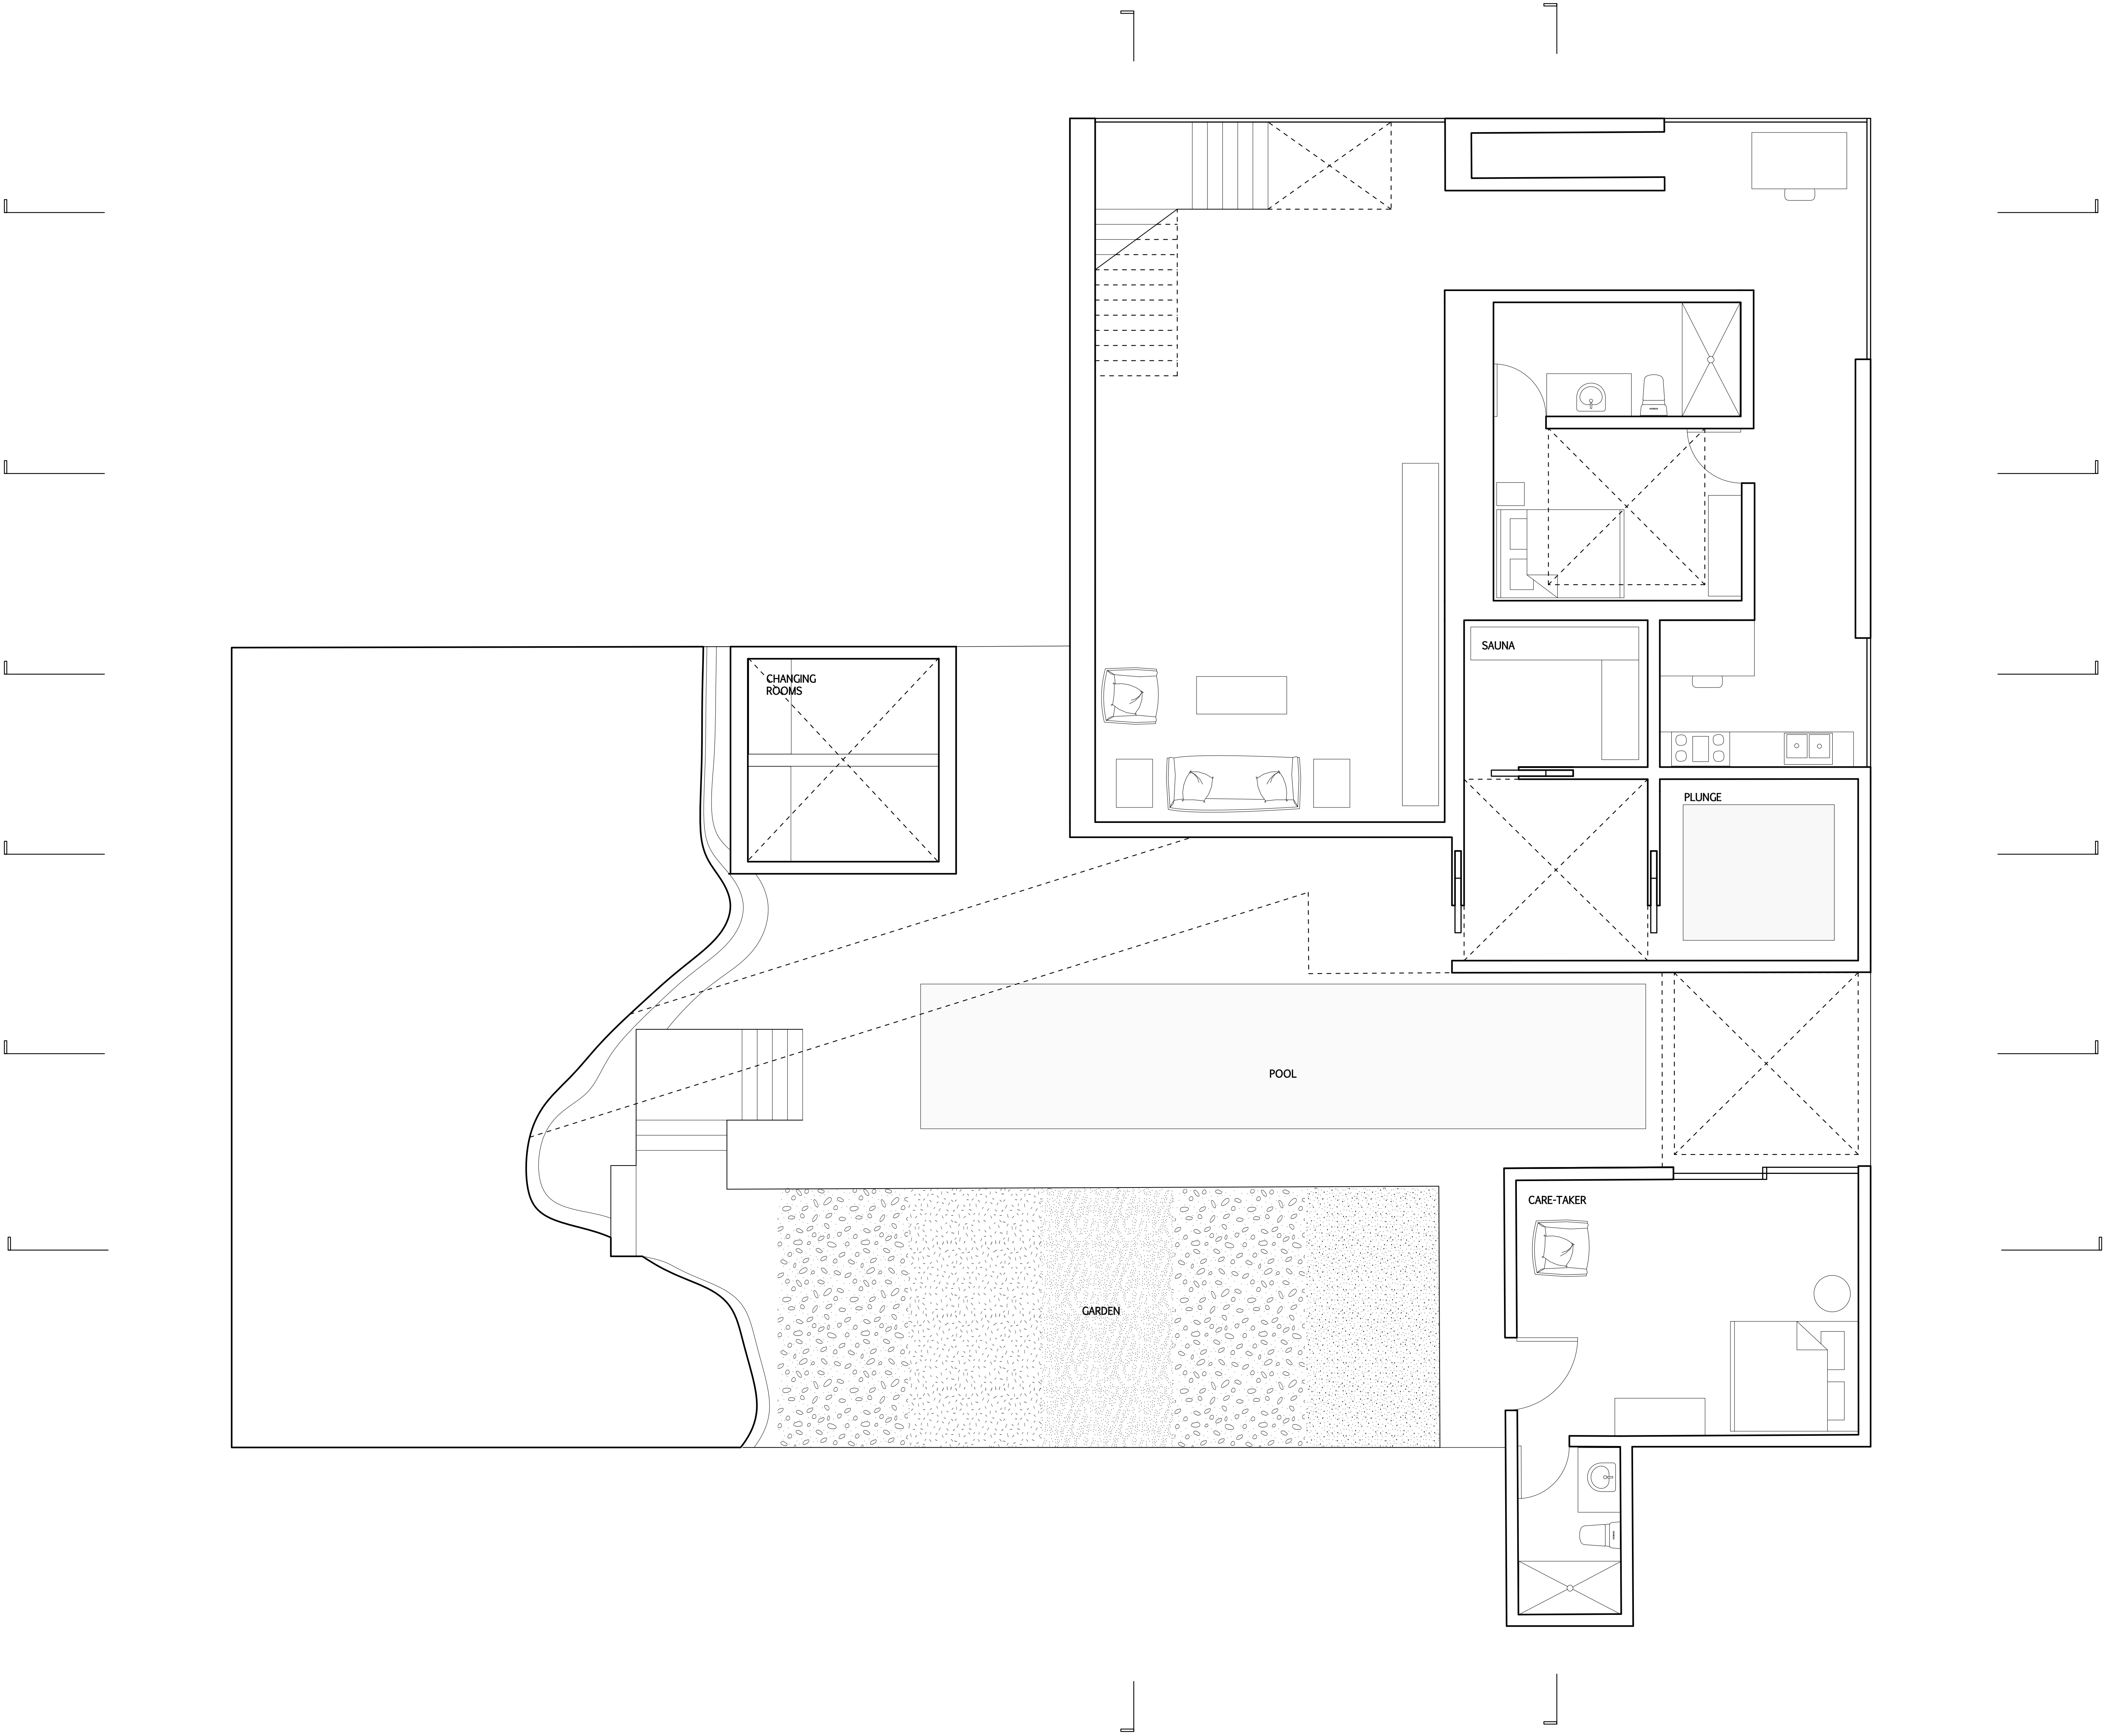 SAUNA
CHANGING
ROOMS
PLUNGE
POOL
CARE-TAKER
GARDEN